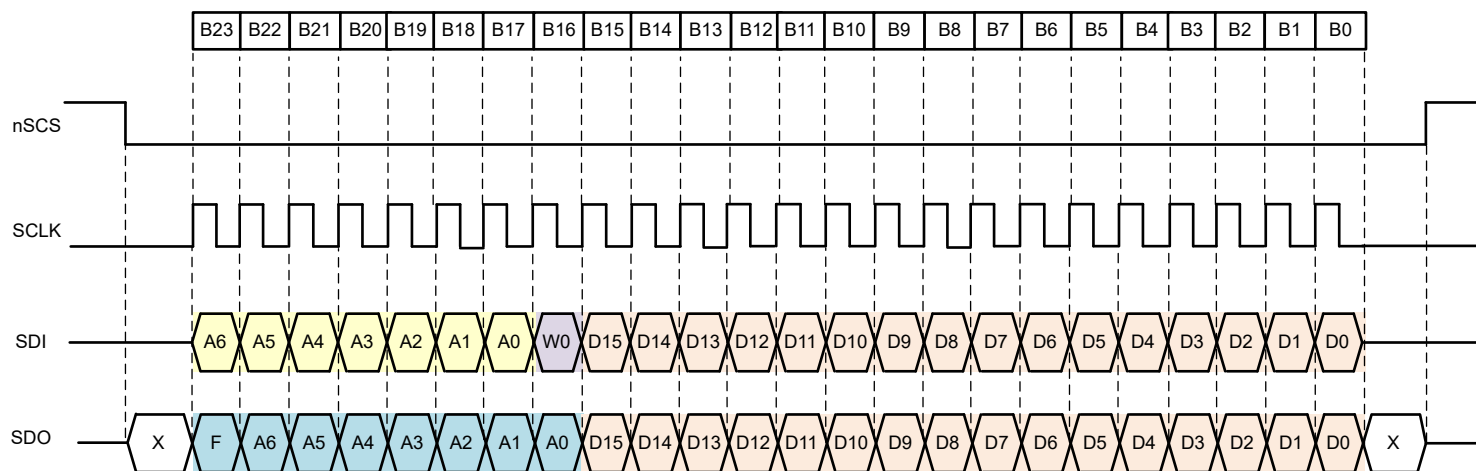 B23 B22 B21 B20 B19 B18 B17 B16 B15 B14 B13 B12 B11 B10 B9 B8 B7 B6 B5 B4 B3 B2 B1 B0
nSCS
SCLK
SDI A6 A5 A4 A3 A2 A1 A0 W0 D15 D14 D13 D12 D11 D10 D9 D8 D7 D6 D5 D4 D3 D2 D1 D0
SDO X F A6 A5 A4 A3 A2 A1 A0 D15 D14 D13 D12 D11 D10 D9 D8 D7 D6 D5 D4 D3 D2 D1 D0 X